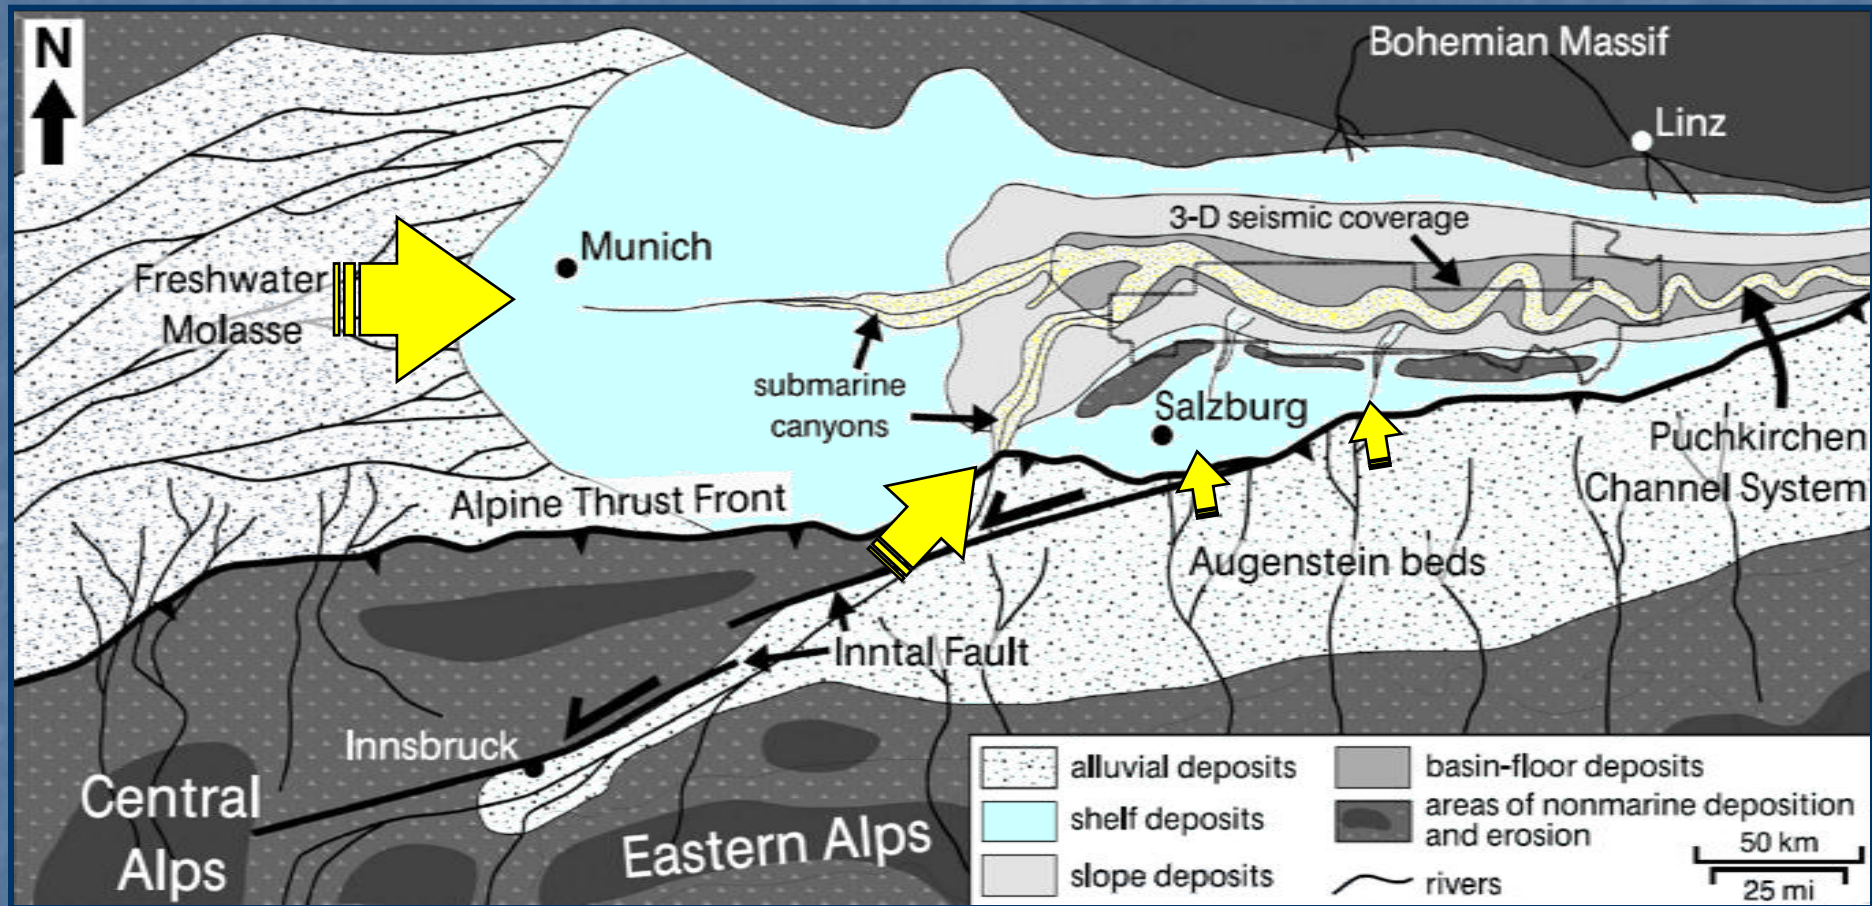 N
Bohemian Massif
Linz
3-D seismic coverage
Munich
Freshwater
Molasse
submarine
canyons
Salzburg
Puchkirchen
Channel System
Alpine Thrust Front
Augenstein beds
Inntal Fault
Innsbruck
Central
Alps
Eastern Alps
alluvial deposits
shelf deposits
slope deposits
basin-floor deposits
areas of nonmarine deposition
and erosion
rivers
50 km
25 mi